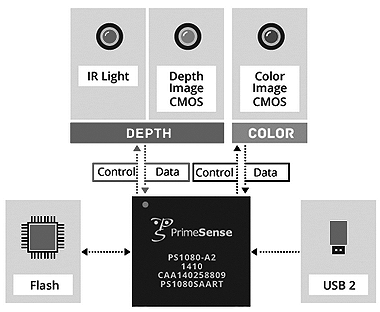 IR Light
Depth
Image
CMOS
Color
Image
CMOS
DEPTH
COLOR
Control Data
Control Data
PrimeSense
PS1080-A2
1410
CAA140258809
PS1080SAART
Flash
USB 2